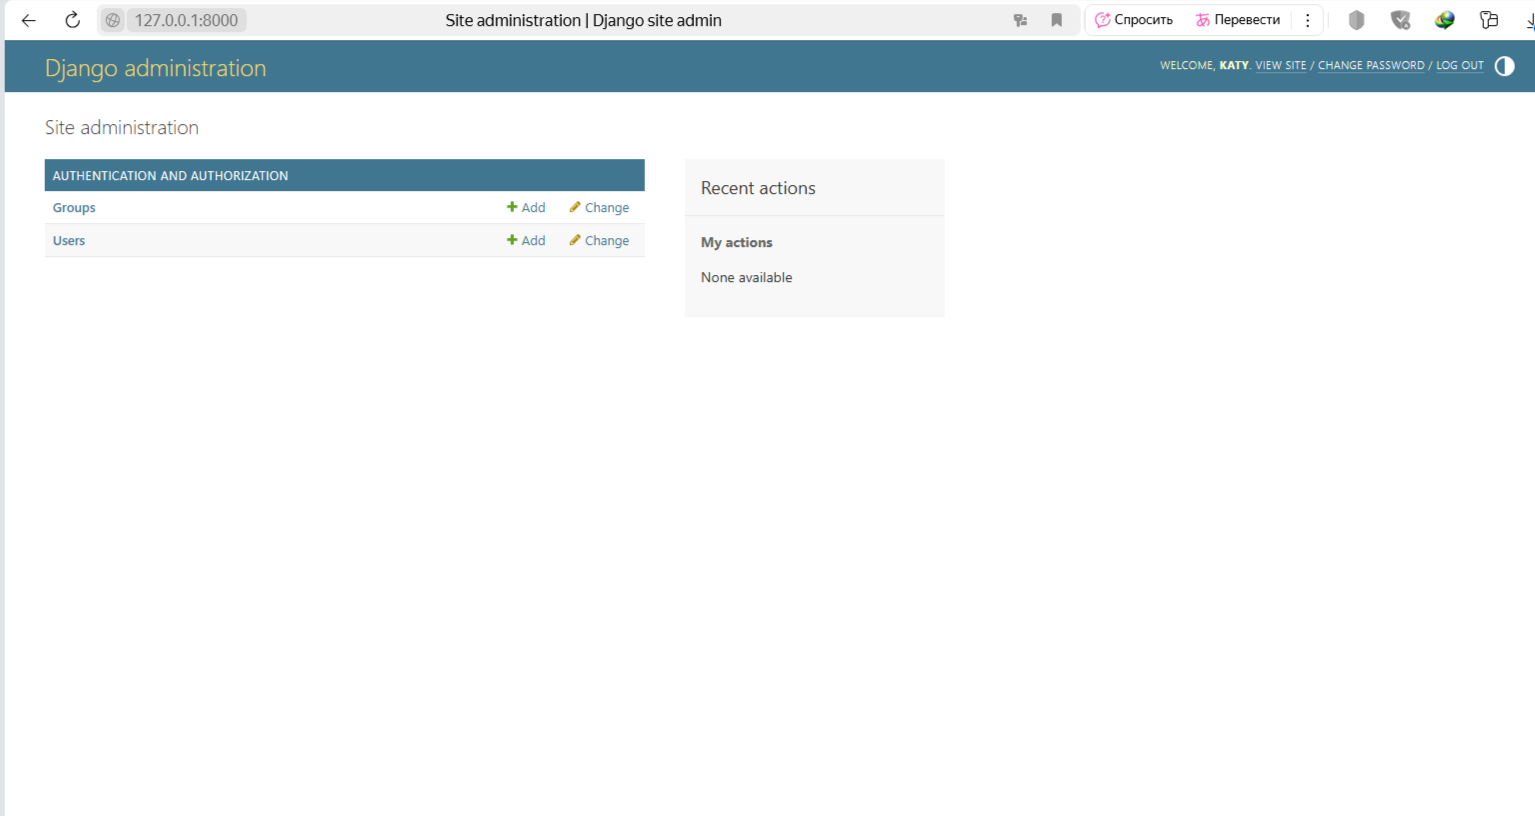 127.0.0.1:8000 Site administration | Django site admin Спросить Перевести
Django administration
WELCOME, KATY. VIEW SITE / CHANGE PASSWORD / LOG OUT
Site administration
AUTHENTICATION AND AUTHORIZATION
Groups Add Change
Users Add Change
Recent actions
My actions
None available